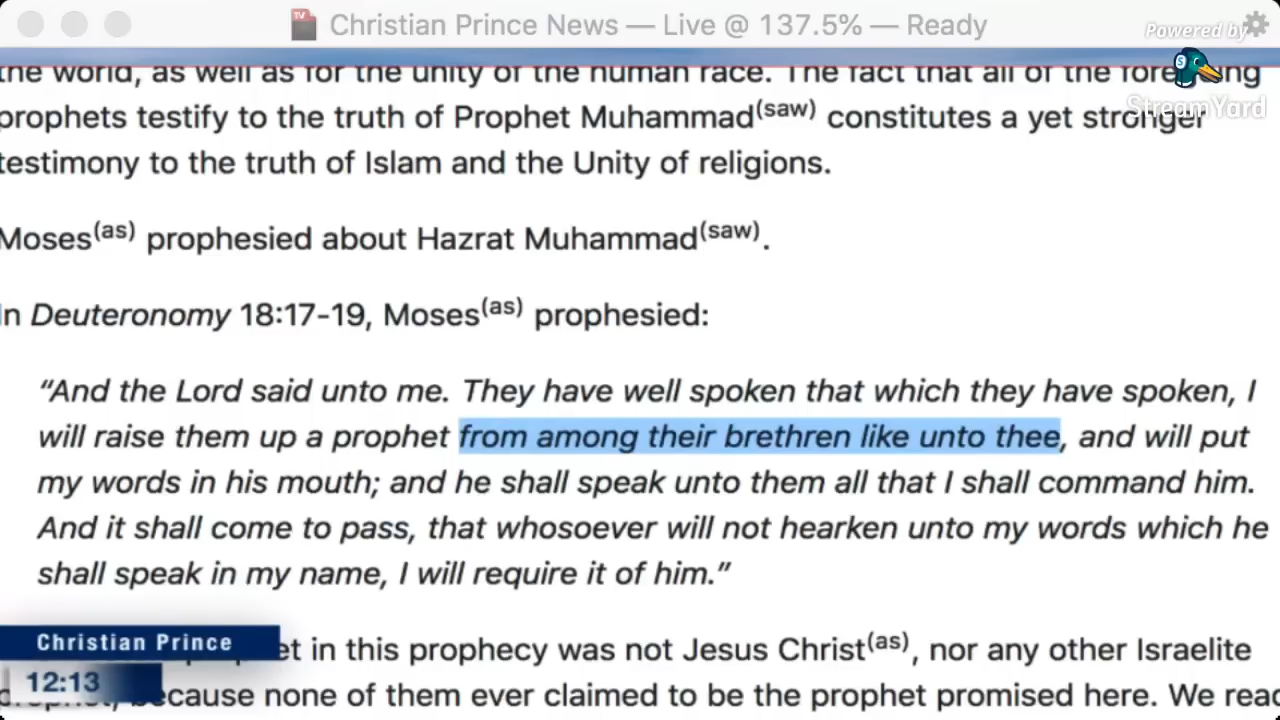 Christian Prince News — Live @ 137.5% — Ready
Powered by
StreamYard
the world, as well as for the unity of the human race. The fact that all of the
prophets testify to the truth of Prophet Muhammad(saw) constitutes a yet stronger
testimony to the truth of Islam and the Unity of religions.
Moses(as) prophesied about Hazrat Muhammad(saw).
In Deuteronomy 18:17-19, Moses(as) prophesied:
“And the Lord said unto me. They have well spoken that which they have spoken, I
will raise them up a prophet from among their brethren like unto thee, and will put
my words in his mouth; and he shall speak unto them all that I shall command him.
And it shall come to pass, that whosoever will not hearken unto my words which he
shall speak in my name, I will require it of him.”
in this prophecy was not Jesus Christ(as), nor any other Israelite
because none of them ever claimed to be the prophet promised here. We
Christian Prince
12:13